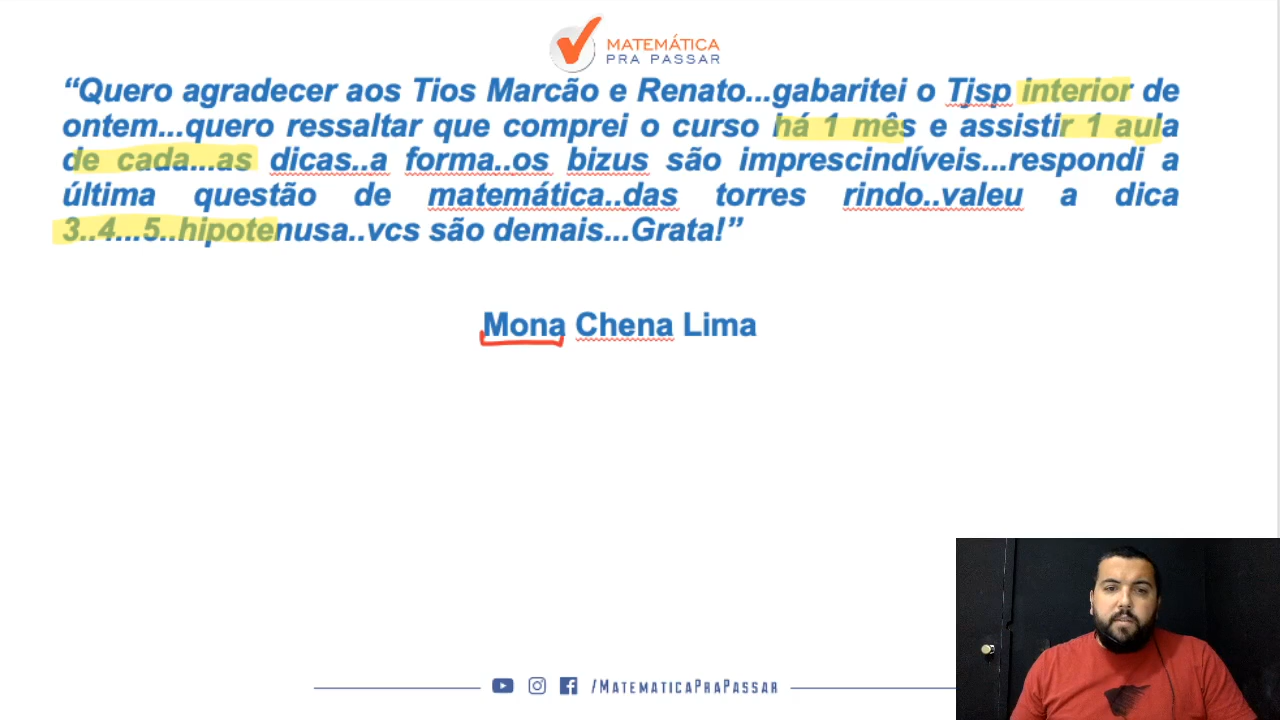 MATEMÁTICA
PRA PASSAR
“Quero agradecer aos Tios Marcão e Renato...gabaritei o Tjsp interior de
ontem...quero ressaltar que comprei o curso há 1 mês e assistir 1 aula
de cada...as dicas..a forma..os bizus são imprescindíveis...respondi a
última questão de matemática..das torres rindo..valeu a dica
3..4...5..hipotenusa..vcs são demais...Grata!”
Mona Chena Lima
/MATEMATICAPRAPASSAR